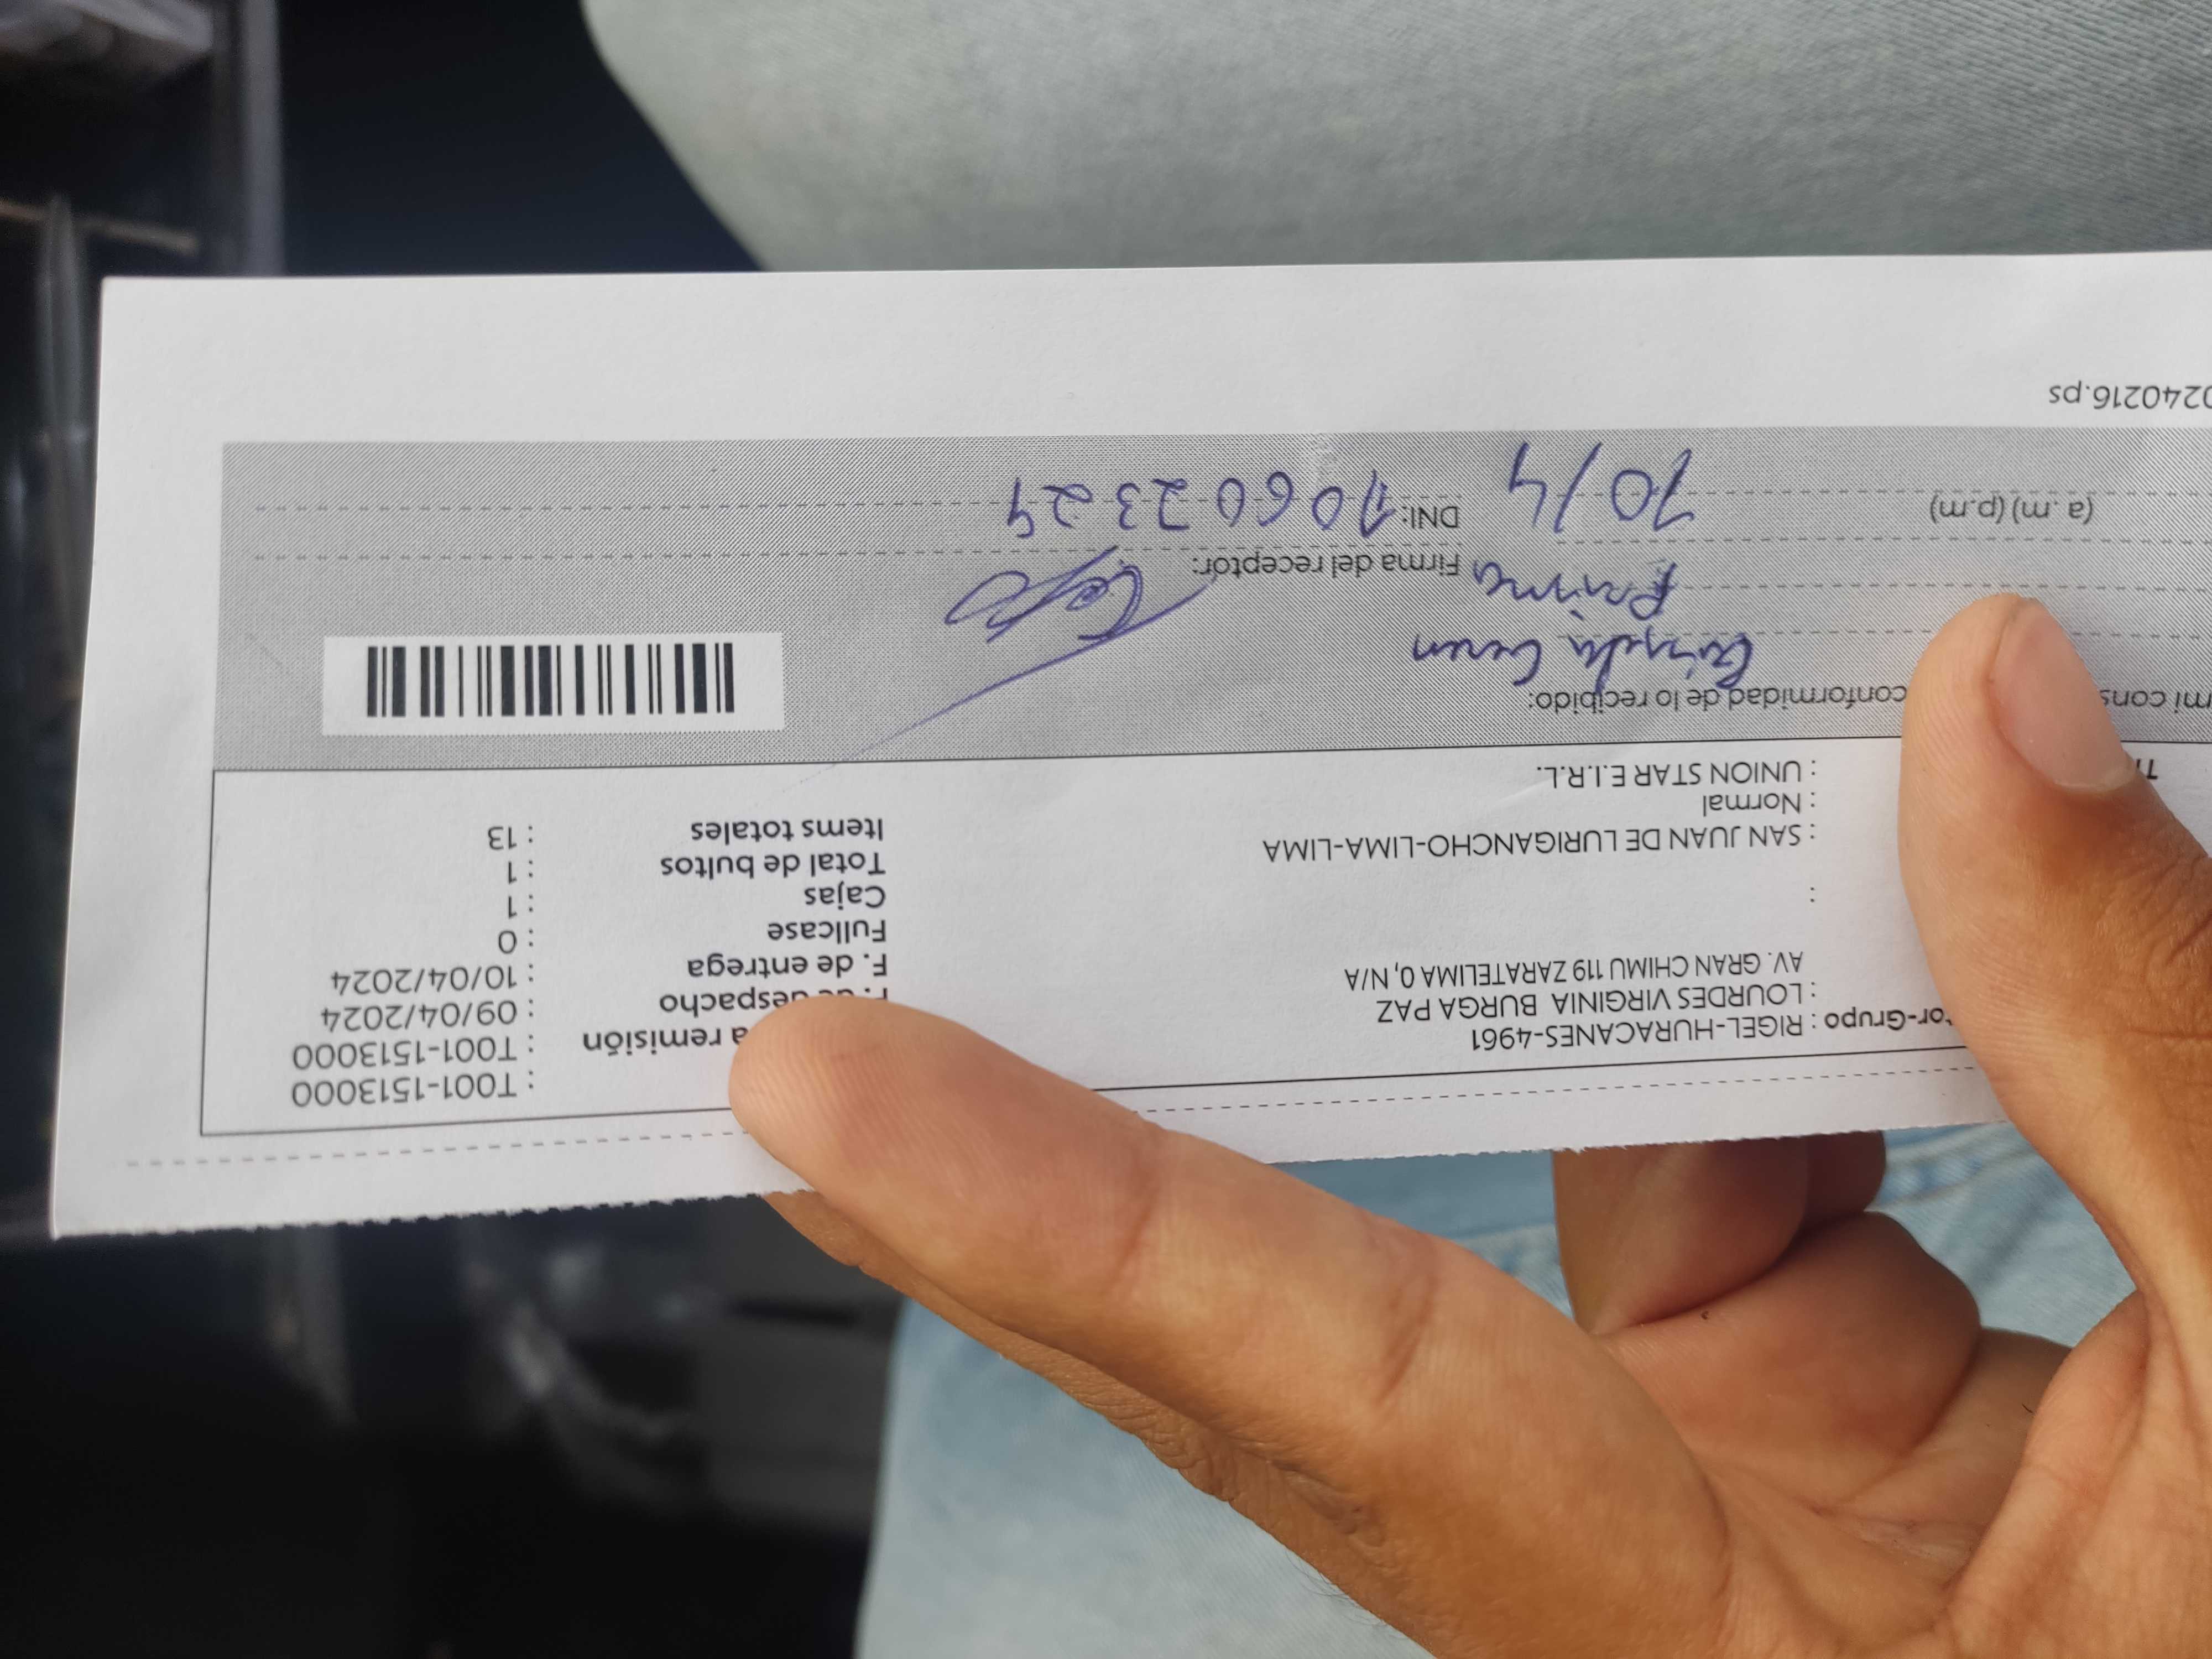 : T001-1513000
a remisión : T001-1513000
or-Grupo : RIGEL-HURACANES-4961 F. de despacho : 09/04/2024
: LOURDES VIRGINIA BURGA PAZ F. de entrega : 10/04/2024
AV. GRAN CHIMU 119 ZARATELIMA 0, N/A Fullcase : 0
: Cajas : 1
Total de bultos : 1
: SAN JUAN DE LURIGANCHO-LIMA-LIMA Items totales : 13
: Normal
: UNION STAR E.I.R.L.
mi cons conformidad de lo recibido:
Prima Firma del receptor:
(a.m) (p.m) 10/4 DNI: 70602324
0240216.ps